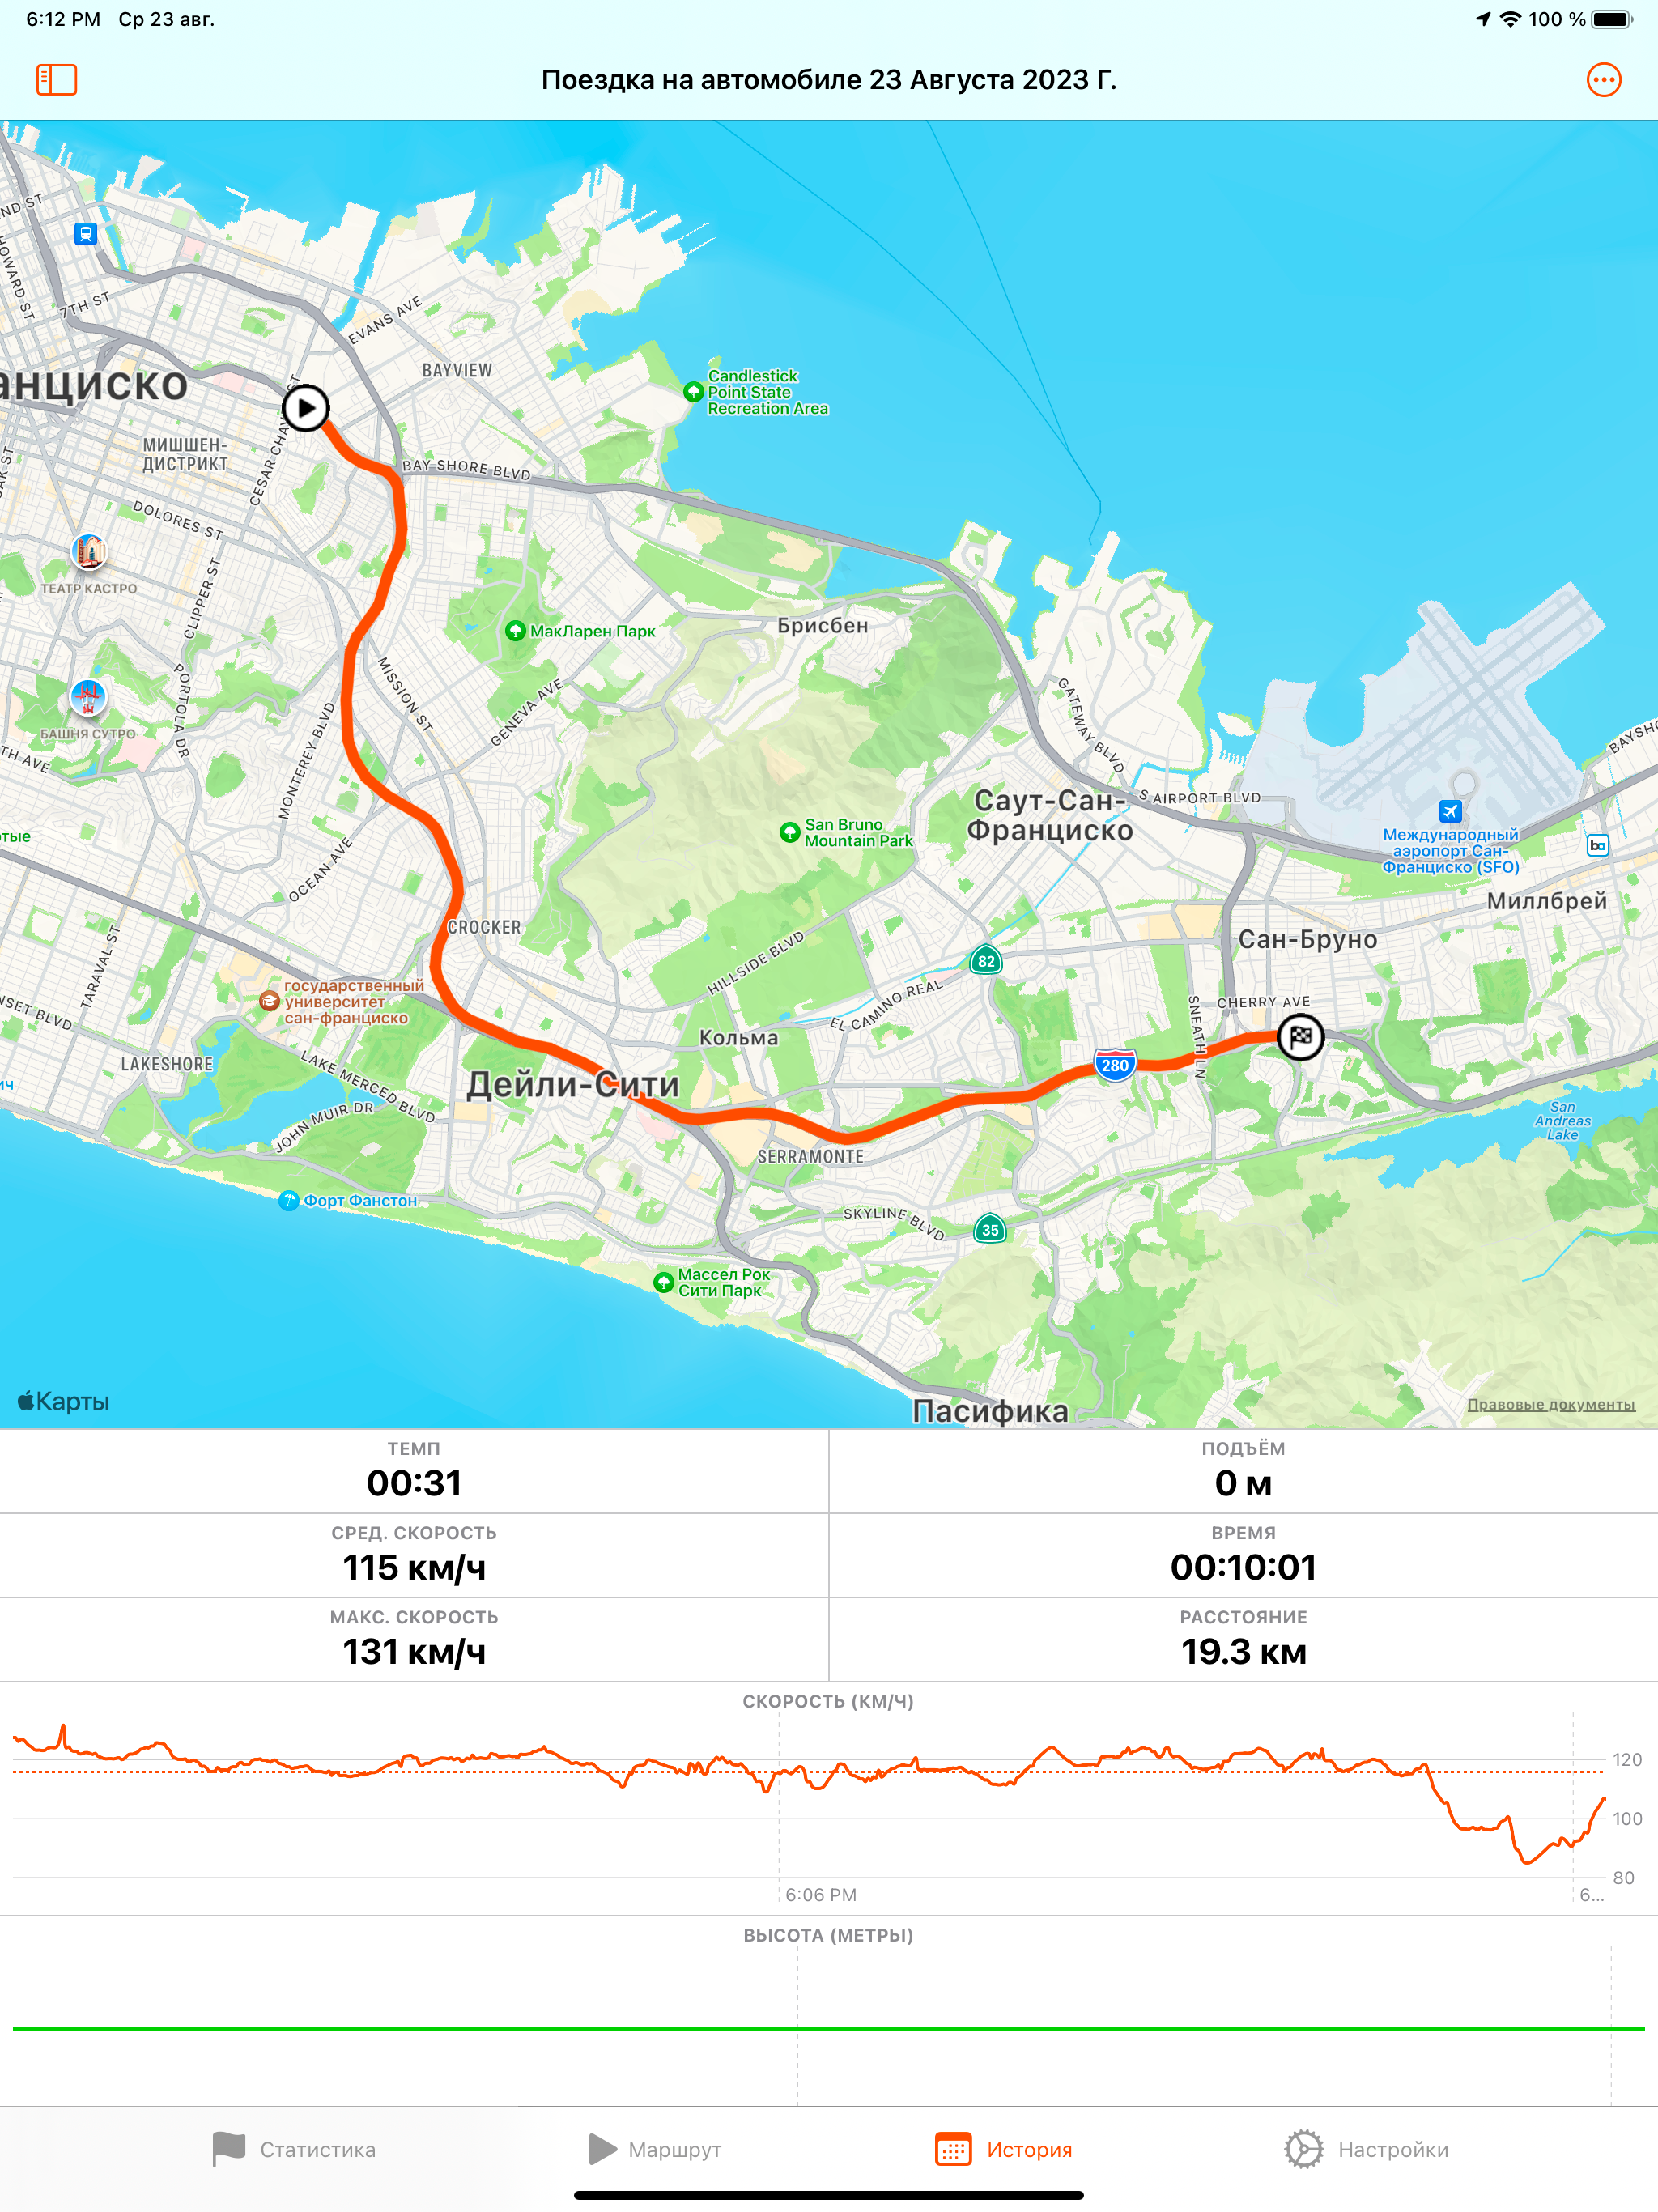 6:12 PM Ср 23 авг.
100 %
Поездка на автомобиле 23 Августа 2023 Г.
ND ST
HOWARD ST
7TH ST
EVANS AVE
BAYVIEW
Candlestick
Point State
Recreation Area
анциско
МИШШЕН-
ДИСТРИКТ
BAY SHORE BLVD
DOLORES ST
CLIPPER ST
ТЕАТР КАСТРО
МакЛарен Парк
Брисбен
MISSION ST
GENEVA AVE
PORTOLA DR
GATEWAY BLVD
БАШНЯ СУТРО
TH AVE
MONTEREY BLVD
BAYSHO
S AIRPORT BLVD
Саут-Сан-
Франциско
San Bruno
Mountain Park
Международный
аэропорт Сан-
Франциско (SFO)
ba
OCEAN AVE
Миллбрей
CROCKER
Сан-Бруно
TARAVAL ST
HILLSIDE BLVD
82
государственный
университет
сан-франциско
EL CAMINO REAL
SNEATH LN
CHERRY AVE
NSET BLVD
Кольма
LAKESHORE
280
Дейли-Сити
LAKE MERCED BLVD
JOHN MUIR DR
San
Andreas
Lake
SERRAMONTE
Форт Фанстон
SKYLINE BLVD
35
Массел Рок
Сити Парк
Карты
Пасифика
Правовые документы
ТЕМП
00:31
ПОДЪЁМ
0 м
СРЕД. СКОРОСТЬ
115 км/ч
ВРЕМЯ
00:10:01
МАКС. СКОРОСТЬ
131 км/ч
РАССТОЯНИЕ
19.3 км
СКОРОСТЬ (КМ/Ч)
120
100
80
6:06 PM
6...
ВЫСОТА (МЕТРЫ)
Статистика
Маршрут
История
Настройки